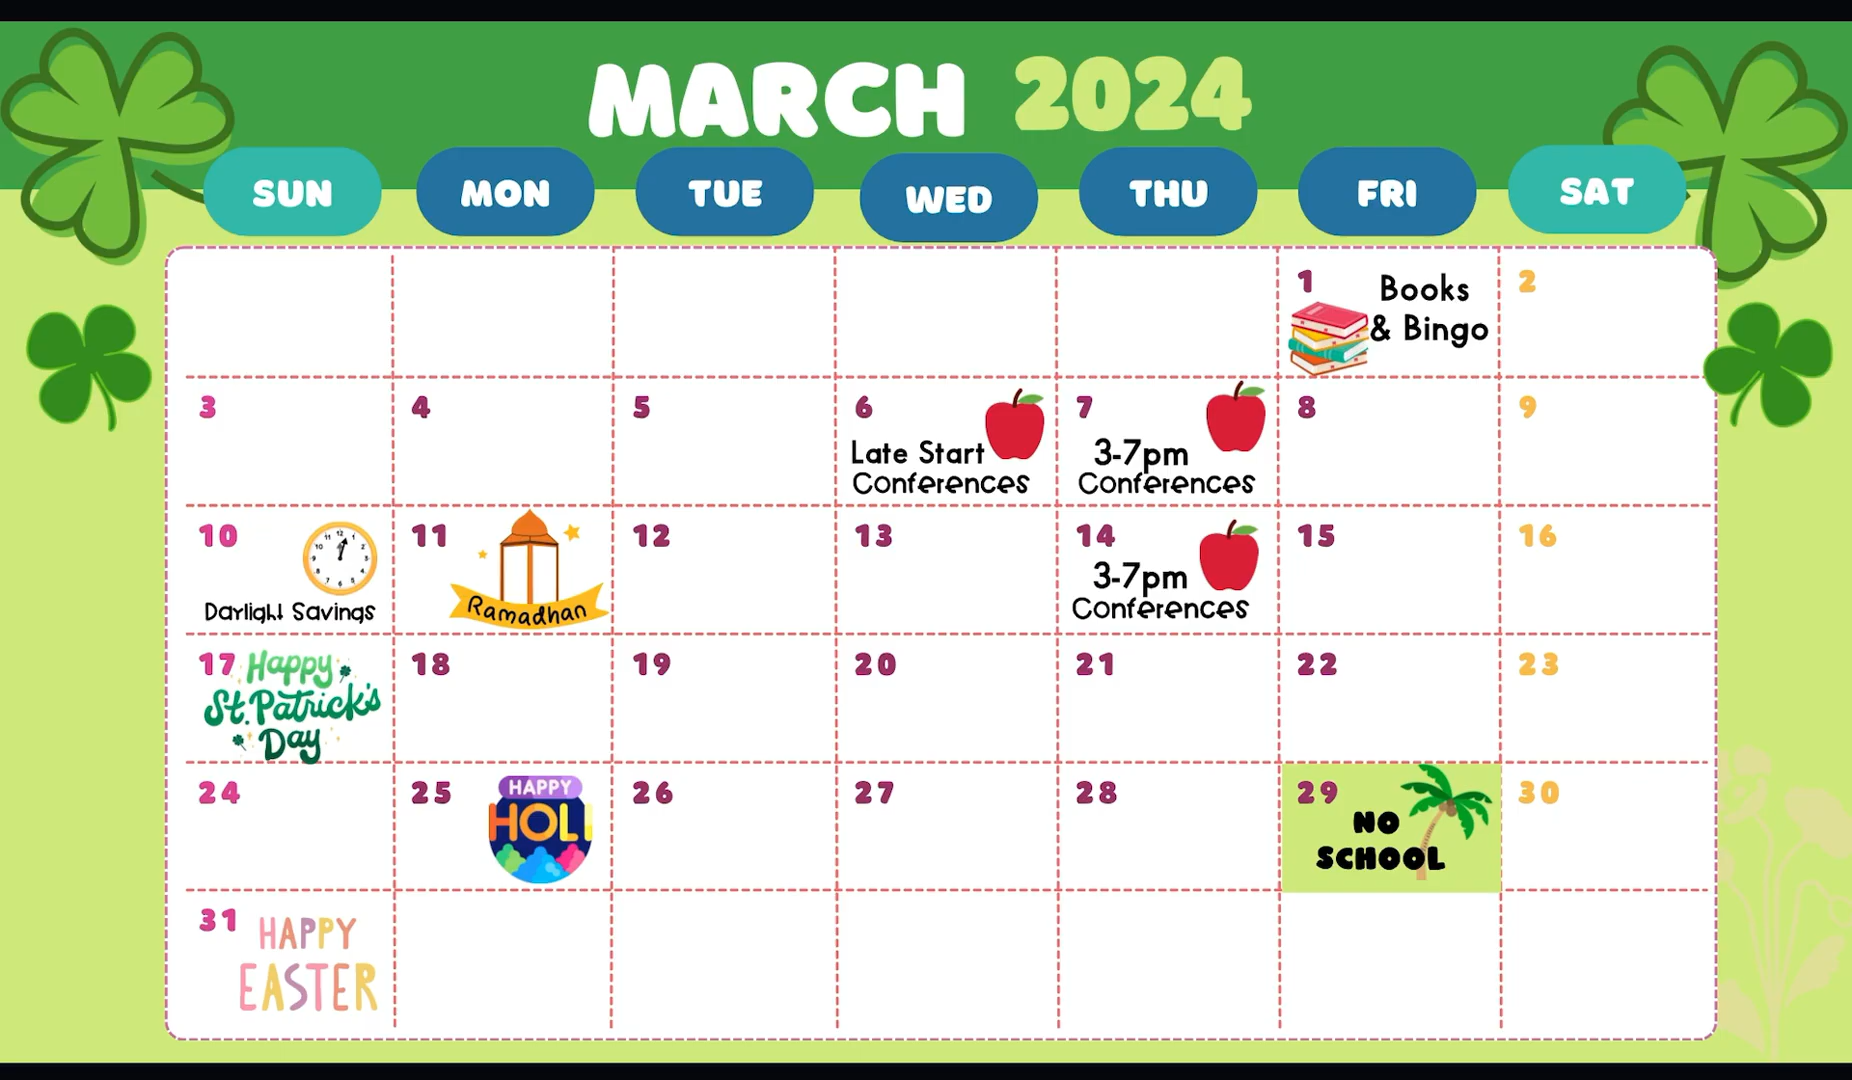 MARCH 2024
SUN MON TUE WED THU FRI SAT
1 Books
& Bingo
2
3
4
5
6
Late Start
Conferences
7
3-7pm
Conferences
8
9
10
Daylight Savings
11
Ramadhan
12
13
14
3-7pm
Conferences
15
16
17 Happy
St. Patrick's
Day
18
19
20
21
22
23
24
25
HAPPY
HOLI
26
27
28
29
NO
SCHOOL
30
31 HAPPY
EASTER